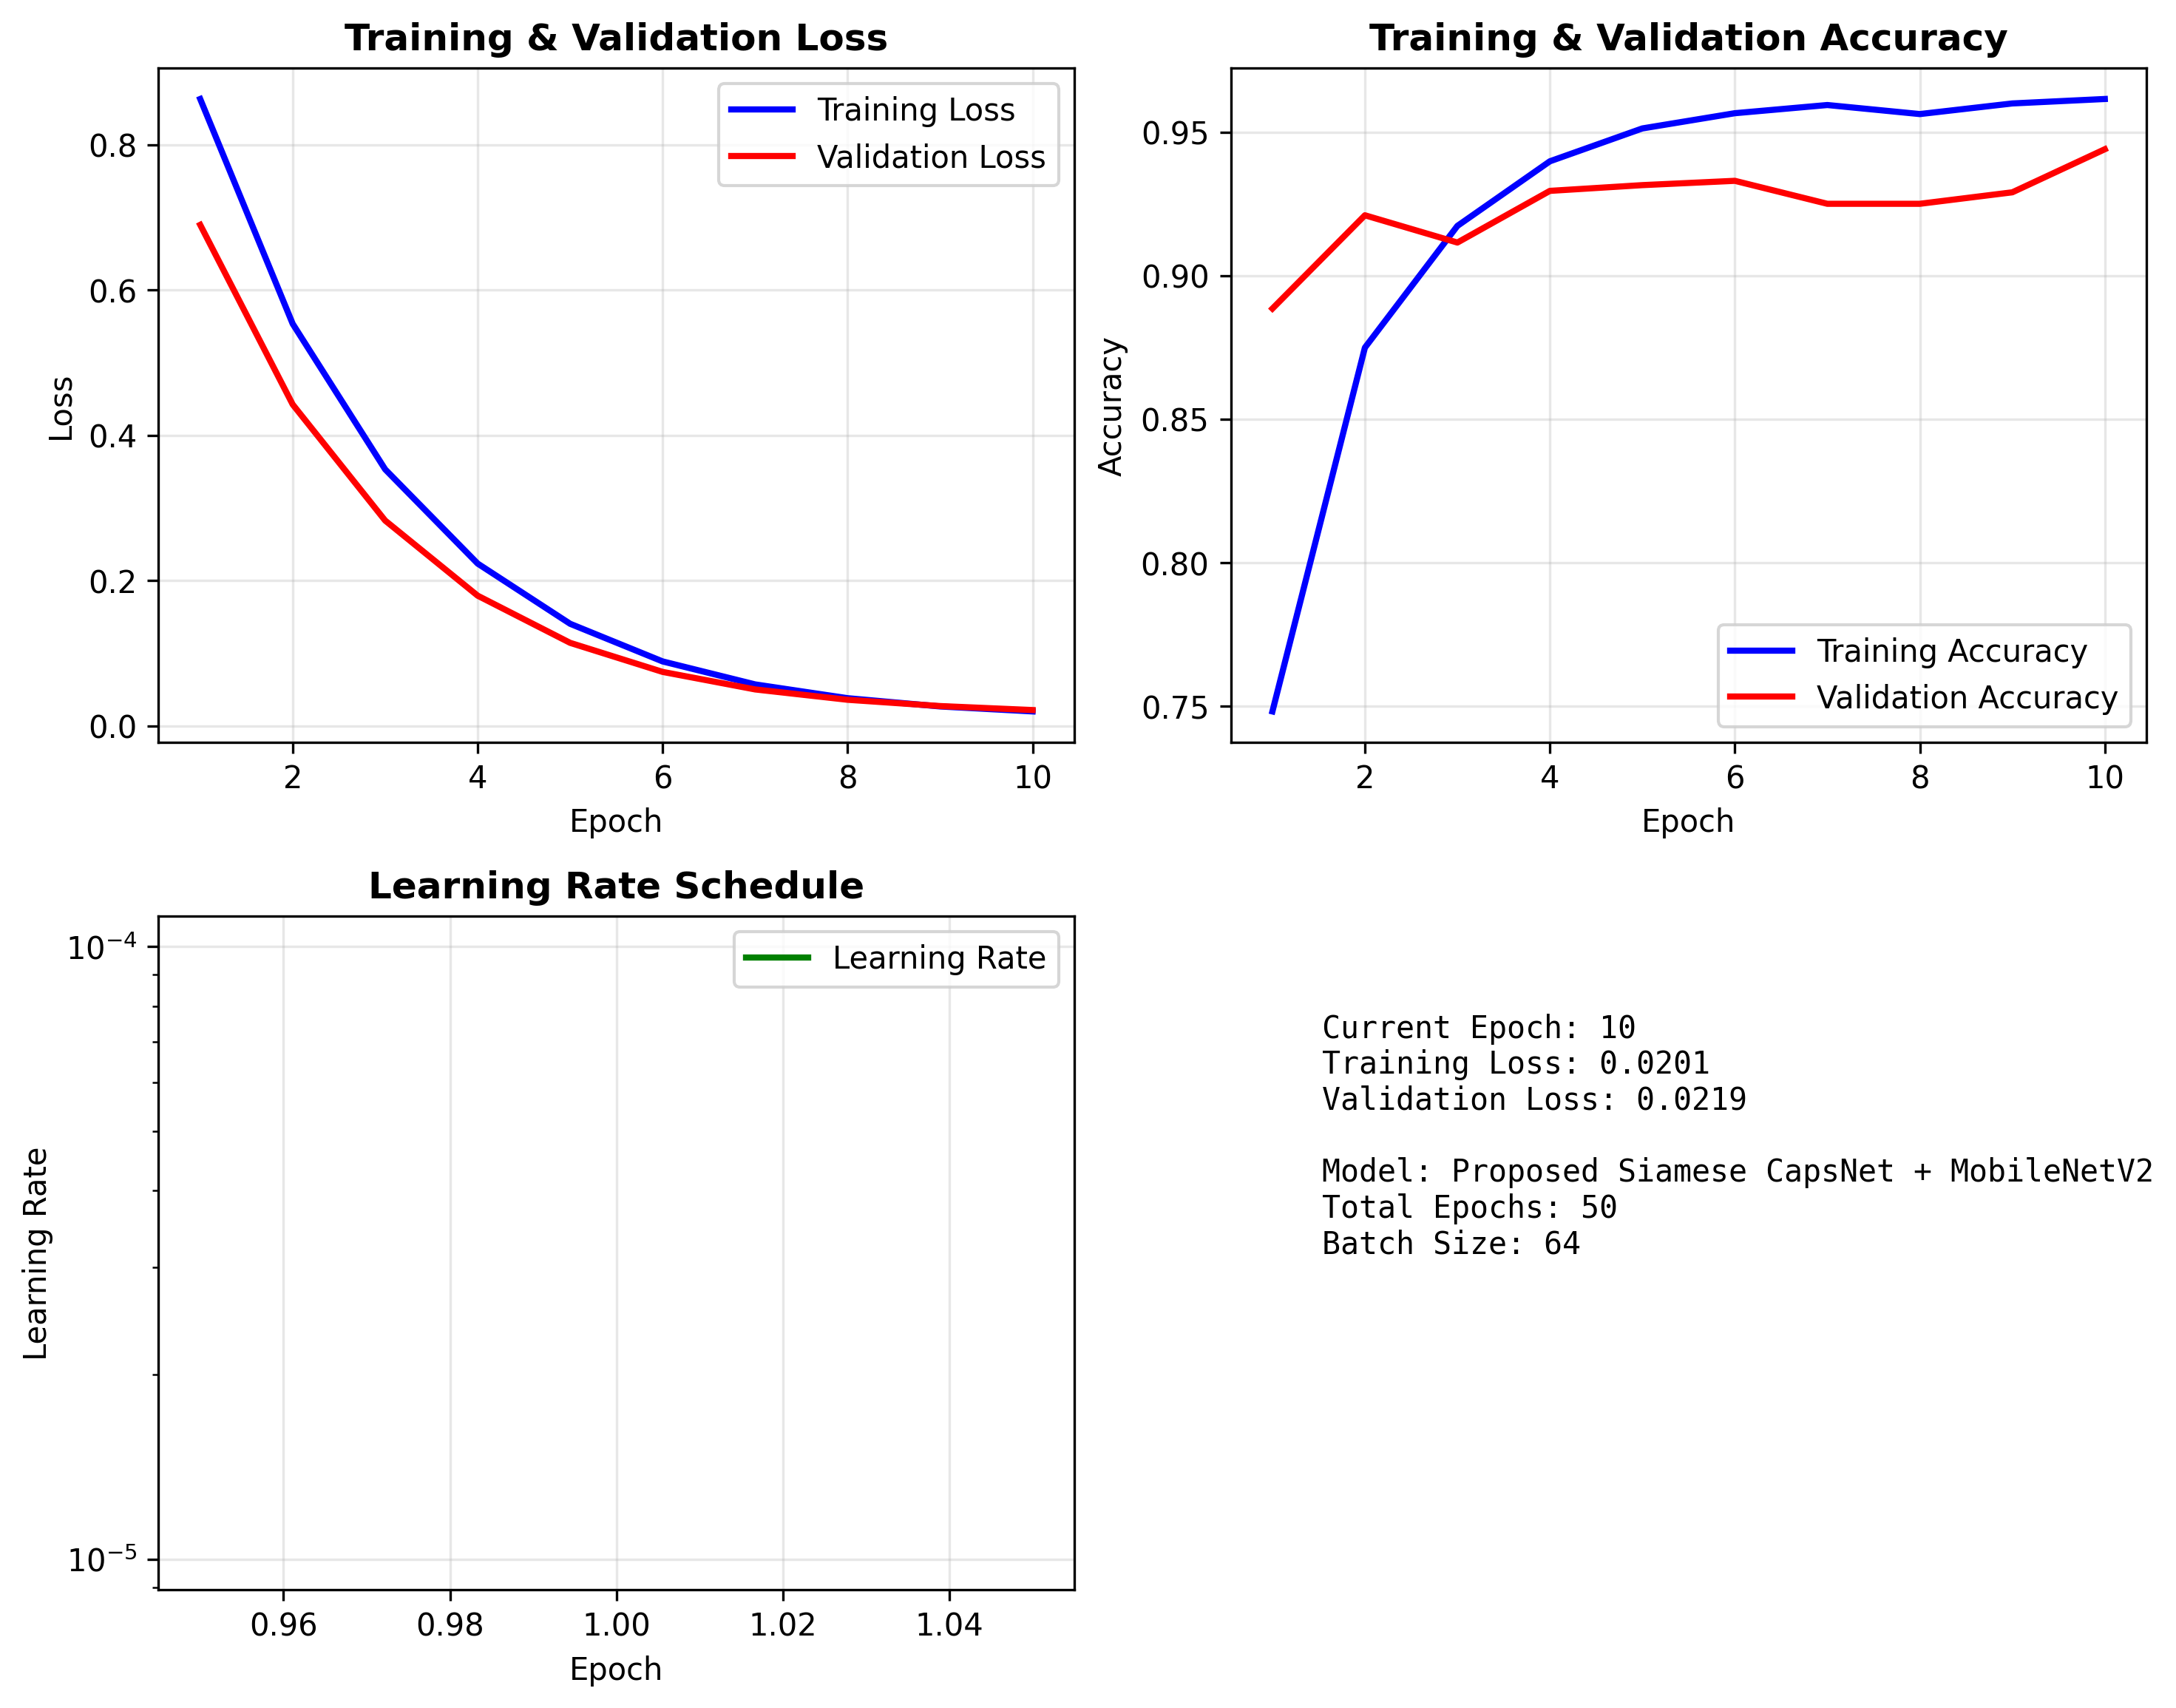 Training & Validation Loss
Training Loss
Validation Loss
0.8
0.6
0.4
0.2
0.0
Loss
2 4 6 8 10
Epoch
Training & Validation Accuracy
0.95
0.90
0.85
0.80
0.75
Accuracy
Training Accuracy
Validation Accuracy
2 4 6 8 10
Epoch
Learning Rate Schedule
Learning Rate
10⁻⁴
10⁻⁵
Learning Rate
0.96 0.98 1.00 1.02 1.04
Epoch
Current Epoch: 10
Training Loss: 0.0201
Validation Loss: 0.0219
Model: Proposed Siamese CapsNet + MobileNetV2
Total Epochs: 50
Batch Size: 64